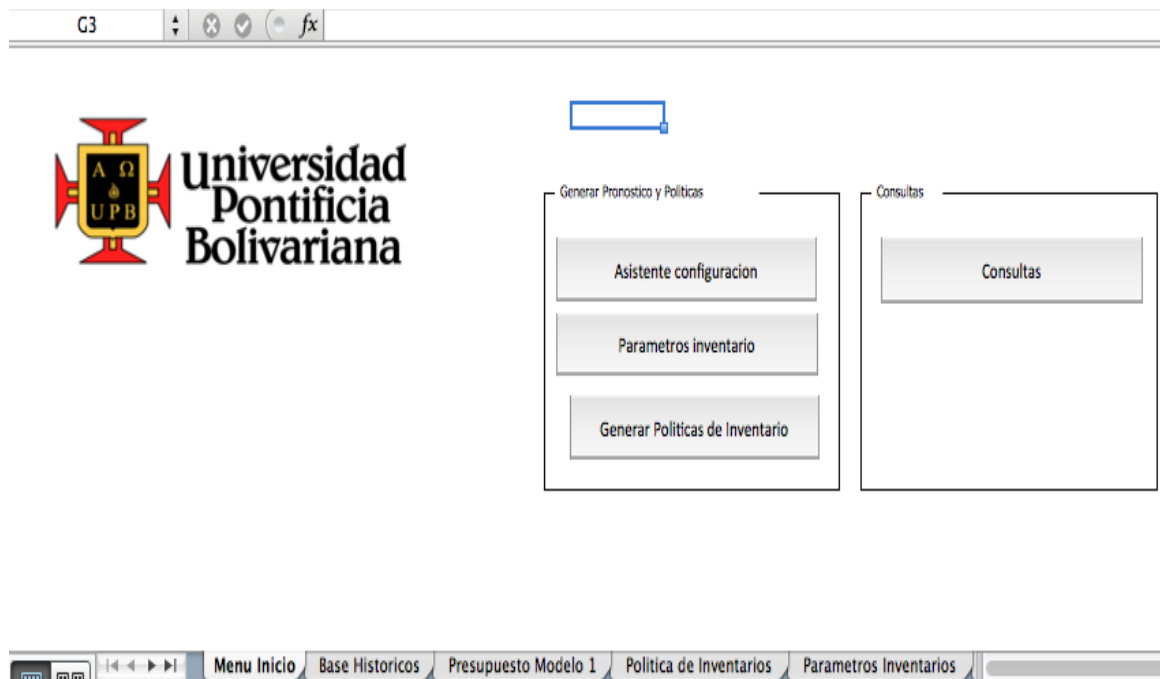 G3
fx
Α Ω
UPB
Universidad
Pontificia
Bolivariana
Generar Pronostico y Politicas
Asistente configuracion
Parametros inventario
Generar Politicas de Inventario
Consultas
Consultas
Menu Inicio
Base Historicos
Presupuesto Modelo 1
Politica de Inventarios
Parametros Inventarios